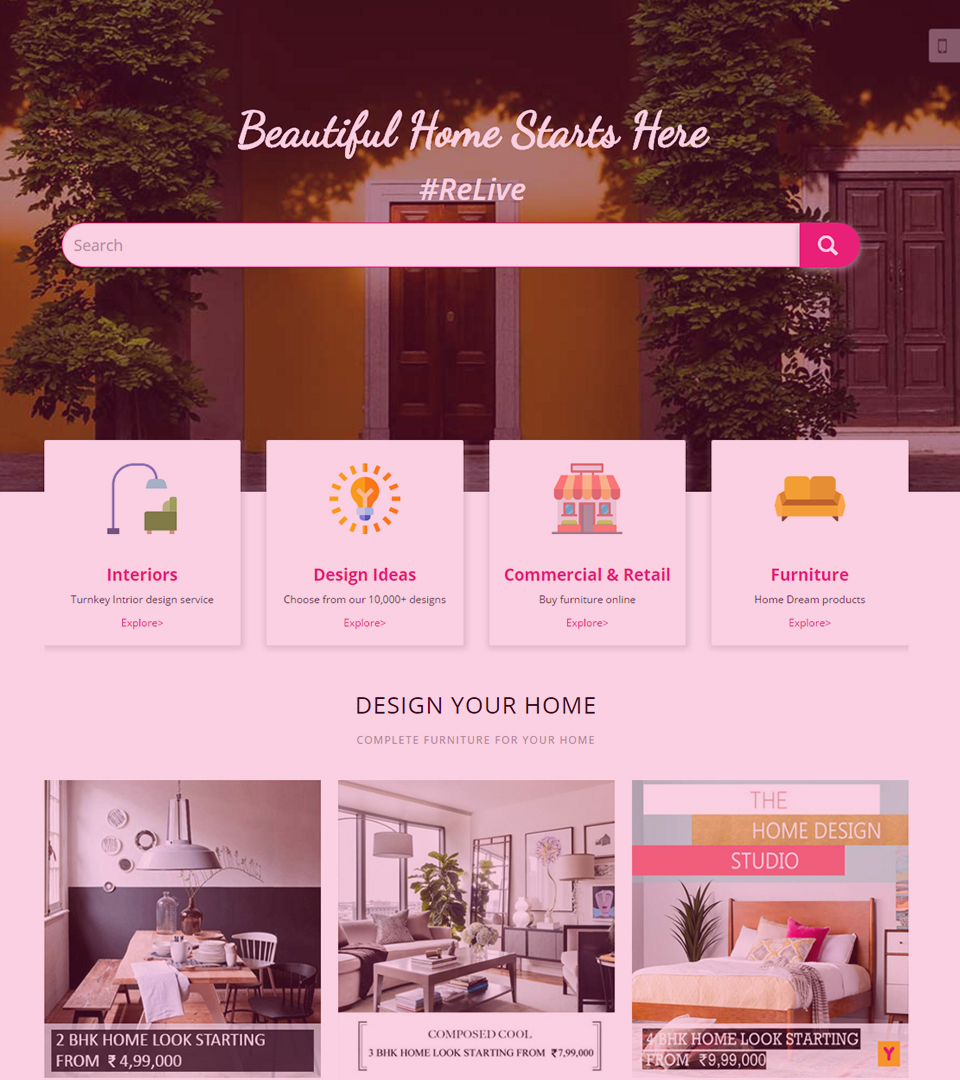 Beautiful Home Starts Here
#ReLive
Search
Interiors
Turnkey Intrior design service
Explore>
Design Ideas
Choose from our 10,000+ designs
Explore>
Commercial & Retail
Buy furniture online
Explore>
Furniture
Home Dream products
Explore>
DESIGN YOUR HOME
COMPLETE FURNITURE FOR YOUR HOME
2 BHK HOME LOOK STARTING
FROM ₹ 4,99,000
COMPOSED COOL
3 BHK HOME LOOK STARTING FROM ₹7,99,000
THE
HOME DESIGN
STUDIO
4 BHK HOME LOOK STARTING
FROM ₹9,99,000
Y